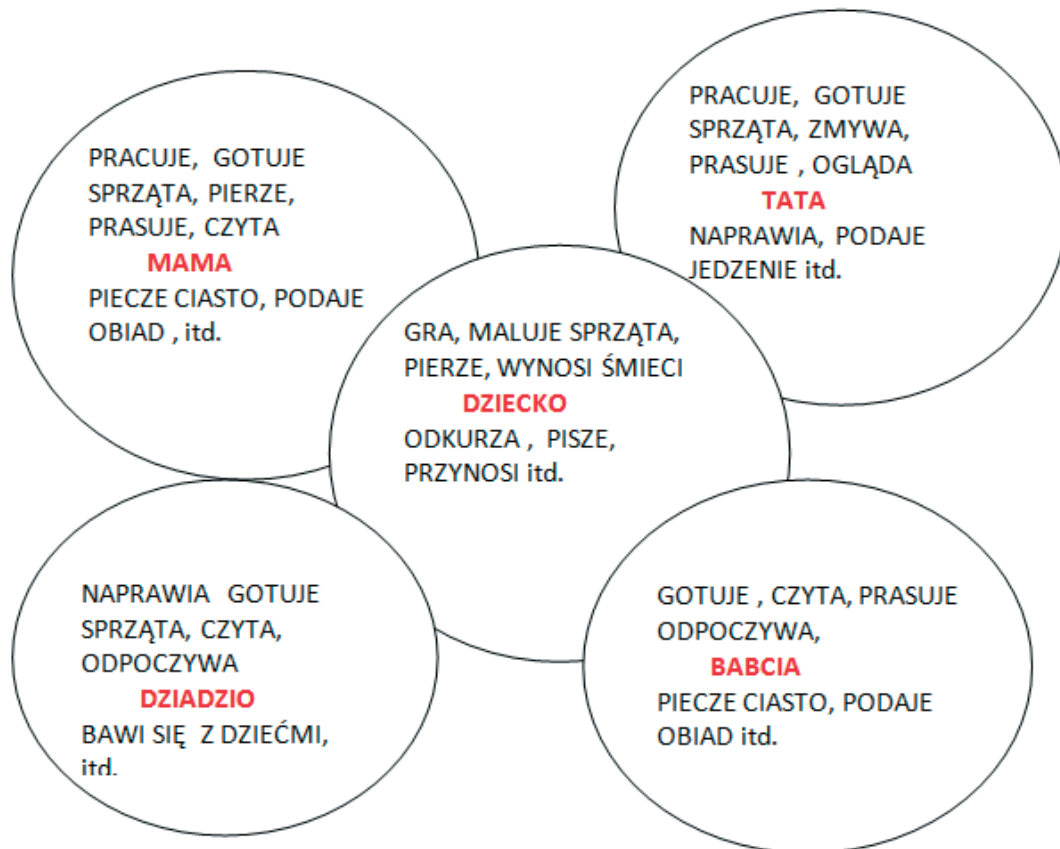 PRACUJE, GOTUJE
SPRZĄTA, PIERZE,
PRASUJE, CZYTA
MAMA
PIECZE CIASTO, PODAJE
OBIAD , itd.
PRACUJE, GOTUJE
SPRZĄTA, ZMYWA,
PRASUJE , OGLĄDA
TATA
NAPRAWIA, PODAJE
JEDZENIE itd.
GRA, MALUJE SPRZĄTA,
PIERZE, WYNOSI ŚMIECI
DZIECKO
ODKURZA , PISZE,
PRZYNOSI itd.
NAPRAWIA GOTUJE
SPRZĄTA, CZYTA,
ODPOCZYWA
DZIADZIO
BAWI SIĘ Z DZIEĆMI,
itd.
GOTUJE , CZYTA, PRASUJE
ODPOCZYWA,
BABCIA
PIECZE CIASTO, PODAJE
OBIAD itd.